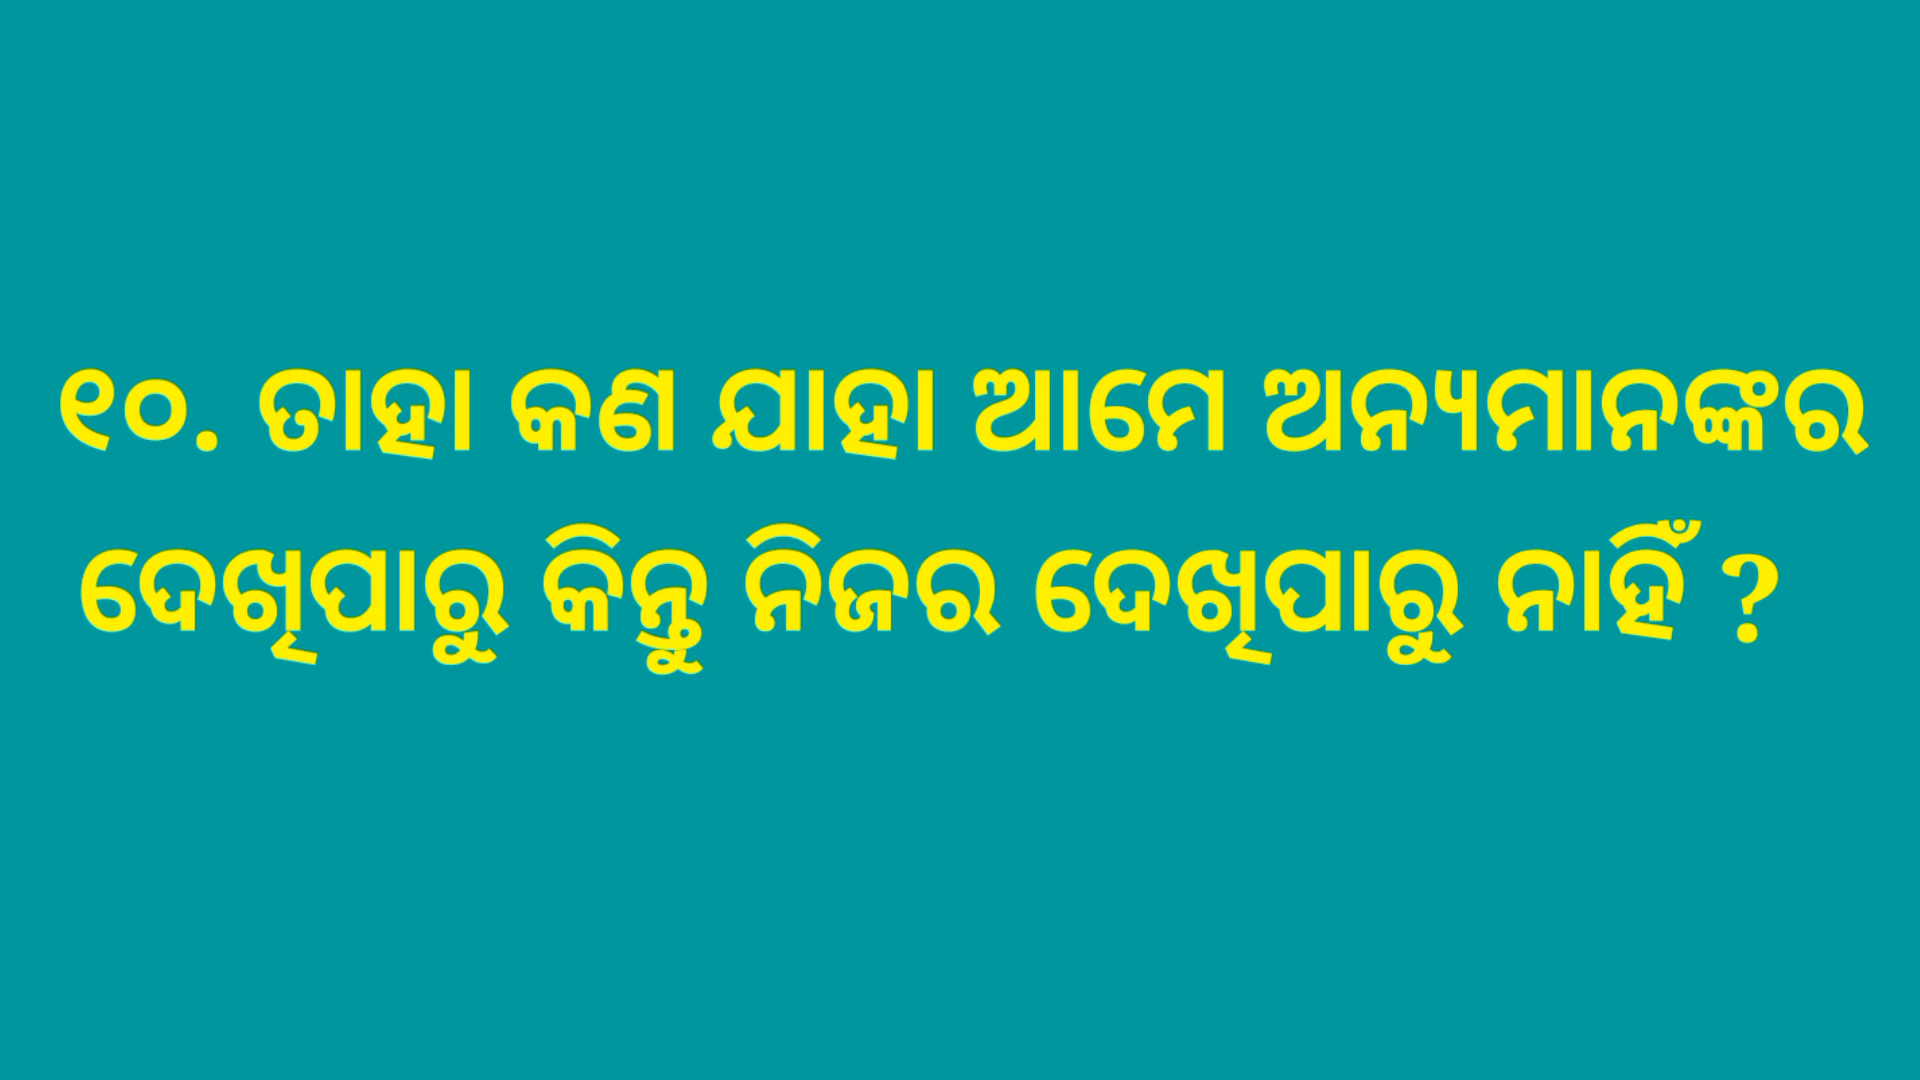 ୧୦. ତାହା କଣ ଯାହା ଆମେ ଅନ୍ୟମାନଙ୍କର
ଦେଖିପାରୁ କିନ୍ତୁ ନିଜର ଦେଖିପାରୁ ନାହିଁ ?